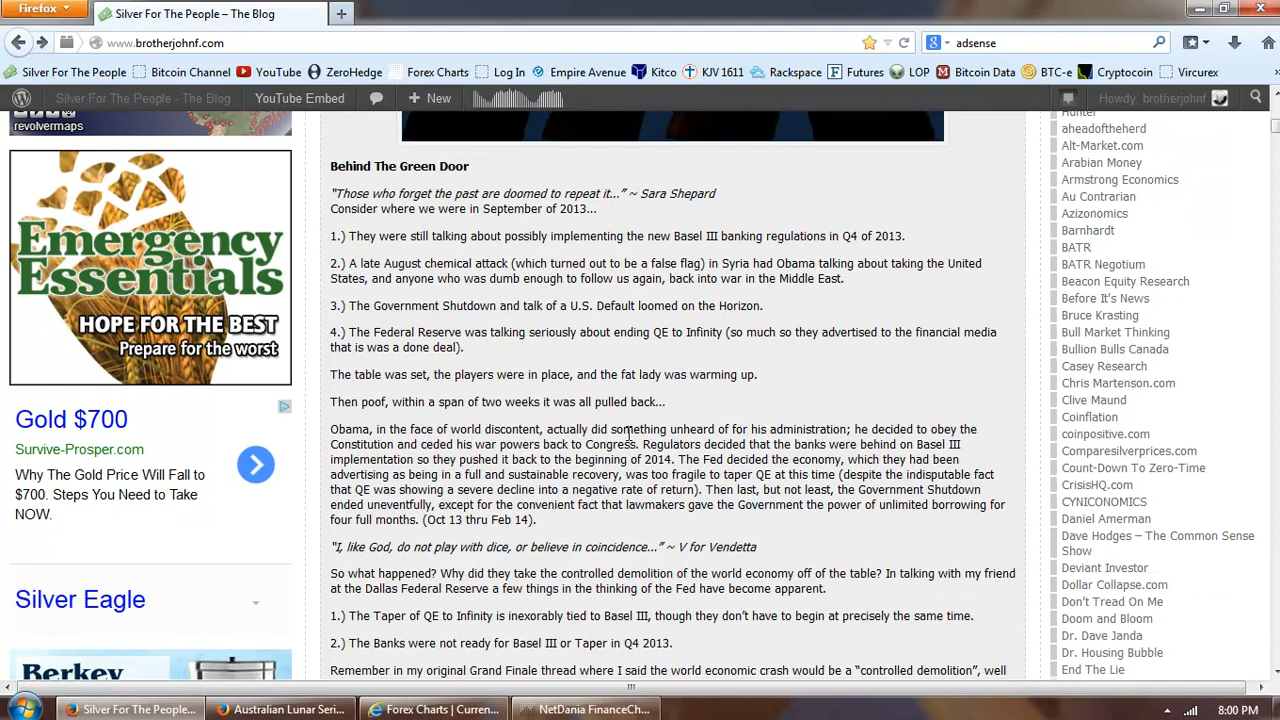 Firefox
Silver For The People – The Blog
www.brotherjohnf.com
adsense
Silver For The People
Bitcoin Channel
YouTube
ZeroHedge
Forex Charts
Log In
Empire Avenue
Kitco
KJV 1611
Rackspace
Futures
LOP
Bitcoin Data
BTC-e
Cryptocoin
Vircurex
Silver For The People - The Blog
YouTube Embed
New
Howdy, brotherjohnf
revolvermaps
Emergency
Essentials
HOPE FOR THE BEST
Prepare for the worst
Gold $700
Survive-Prosper.com
Why The Gold Price Will Fall to
$700. Steps You Need to Take
NOW.
Silver Eagle
Berkey
Behind The Green Door
“Those who forget the past are doomed to repeat it...” ~ Sara Shepard
Consider where we were in September of 2013...
1.) They were still talking about possibly implementing the new Basel III banking regulations in Q4 of 2013.
2.) A late August chemical attack (which turned out to be a false flag) in Syria had Obama talking about taking the United
States, and anyone who was dumb enough to follow us again, back into war in the Middle East.
3.) The Government Shutdown and talk of a U.S. Default loomed on the Horizon.
4.) The Federal Reserve was talking seriously about ending QE to Infinity (so much so they advertised to the financial media
that is was a done deal).
The table was set, the players were in place, and the fat lady was warming up.
Then poof, within a span of two weeks it was all pulled back...
Obama, in the face of world discontent, actually did something unheard of for his administration; he decided to obey the
Constitution and ceded his war powers back to Congress. Regulators decided that the banks were behind on Basel III
implementation so they pushed it back to the beginning of 2014. The Fed decided the economy, which they had been
advertising as being in a full and sustainable recovery, was too fragile to taper QE at this time (despite the indisputable fact
that QE was showing a severe decline into a negative rate of return). Then last, but not least, the Government Shutdown
ended uneventfully, except for the convenient fact that lawmakers gave the Government the power of unlimited borrowing for
four full months. (Oct 13 thru Feb 14).
“I, like God, do not play with dice, or believe in coincidence...” ~ V for Vendetta
So what happened? Why did they take the controlled demolition of the world economy off of the table? In talking with my friend
at the Dallas Federal Reserve a few things in the thinking of the Fed have become apparent.
1.) The Taper of QE to Infinity is inexorably tied to Basel III, though they don’t have to begin at precisely the same time.
2.) The Banks were not ready for Basel III or Taper in Q4 2013.
Remember in my original Grand Finale thread where I said the world economic crash would be a “controlled demolition”, well
Hunter
aheadoftheherd
Alt-Market.com
Arabian Money
Armstrong Economics
Au Contrarian
Azizonomics
Barnhardt
BATR
BATR Negotium
Beacon Equity Research
Before It's News
Bruce Krasting
Bull Market Thinking
Bullion Bulls Canada
Casey Research
Chris Martenson.com
Clive Maund
Coinflation
coinpositive.com
Comparesilverprices.com
Count-Down To Zero-Time
CrisisHQ.com
CYNICONOMICS
Daniel Amerman
Dave Hodges – The Common Sense
Show
Deviant Investor
Dollar Collapse.com
Don't Tread On Me
Doom and Bloom
Dr. Dave Janda
Dr. Housing Bubble
End The Lie
Silver For The People...
Australian Lunar Seri...
Forex Charts | Curren...
NetDania FinanceCh...
8:00 PM